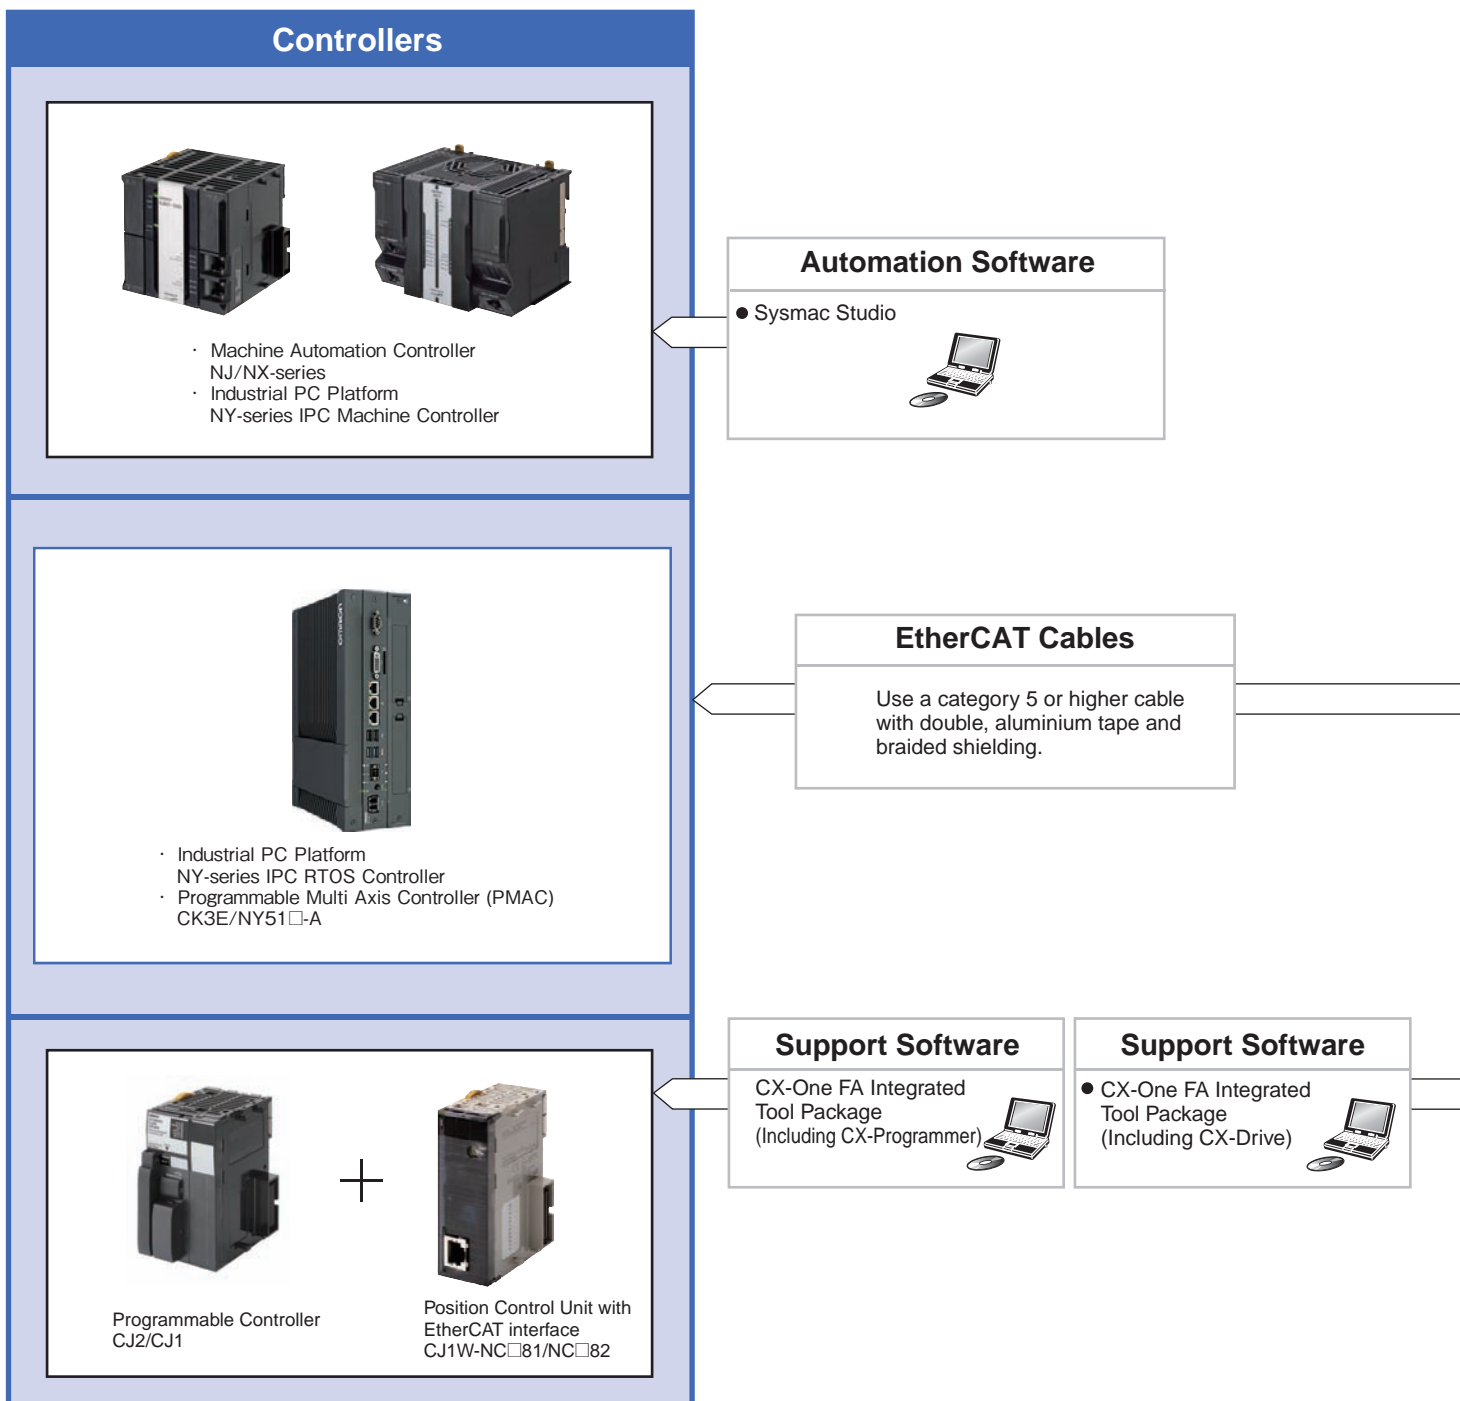 Controllers
· Machine Automation Controller
NJ/NX-series
· Industrial PC Platform
NY-series IPC Machine Controller
Automation Software
● Sysmac Studio
· Industrial PC Platform
NY-series IPC RTOS Controller
· Programmable Multi Axis Controller (PMAC)
CK3E/NY51□-A
EtherCAT Cables
Use a category 5 or higher cable
with double, aluminium tape and
braided shielding.
Programmable Controller
CJ2/CJ1
Position Control Unit with
EtherCAT interface
CJ1W-NC□81/NC□82
Support Software
CX-One FA Integrated
Tool Package
(Including CX-Programmer)
Support Software
● CX-One FA Integrated
Tool Package
(Including CX-Drive)